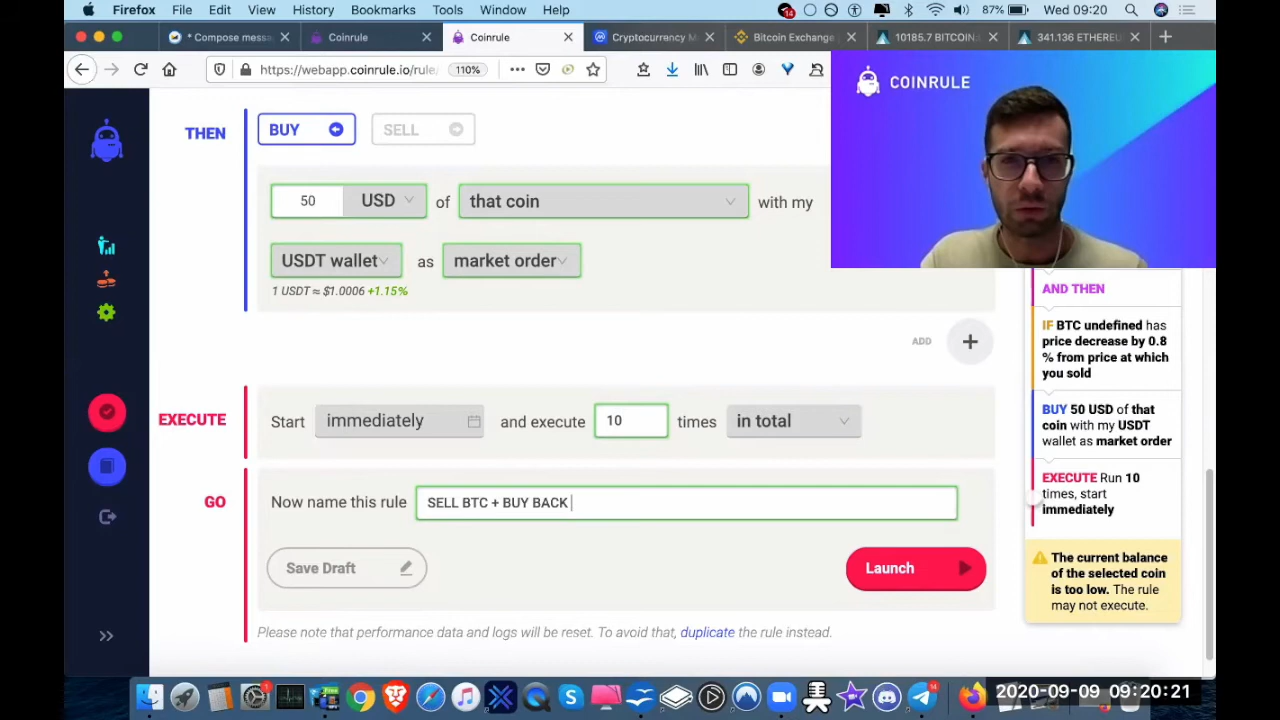 Firefox File Edit View History Bookmarks Tools Window Help 14 87% Wed 09:20
* Compose messa Coinrule Coinrule Cryptocurrency M Bitcoin Exchange 10185.7 BITCOIN 341.136 ETHEREU
https://webapp.coinrule.io/rule 110%
COINRULE
THEN BUY SELL
50 USD of that coin with my
USDT wallet as market order
1 USDT ≈ $1.0006 +1.15%
ADD
EXECUTE Start immediately and execute 10 times in total
GO Now name this rule SELL BTC + BUY BACK
Save Draft Launch
Please note that performance data and logs will be reset. To avoid that, duplicate the rule instead.
AND THEN
IF BTC undefined has
price decrease by 0.8
% from price at which
you sold
BUY 50 USD of that
coin with my USDT
wallet as market order
EXECUTE Run 10
times, start
immediately
The current balance
of the selected coin
is too low. The rule
may not execute.
2020-09-09 09:20:21